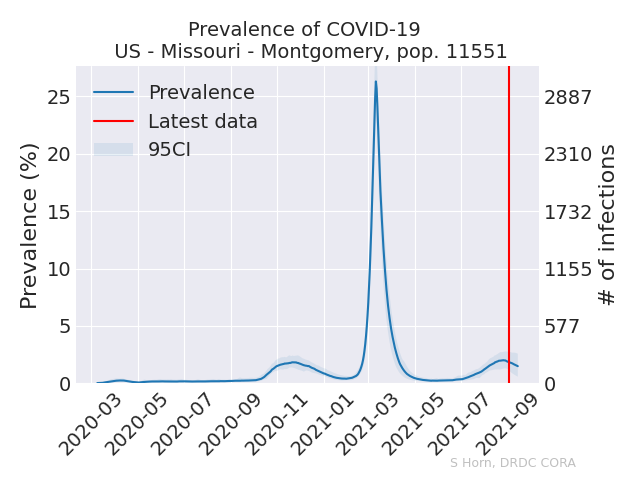 Prevalence of COVID-19
US - Missouri - Montgomery, pop. 11551
Prevalence
Latest data
95CI
Prevalence (%)
25
20
15
10
5
0
2887
2310
1732
1155
577
0
# of infections
2020-03
2020-05
2020-07
2020-09
2020-11
2021-01
2021-03
2021-05
2021-07
2021-09
S Horn, DRDC CORA